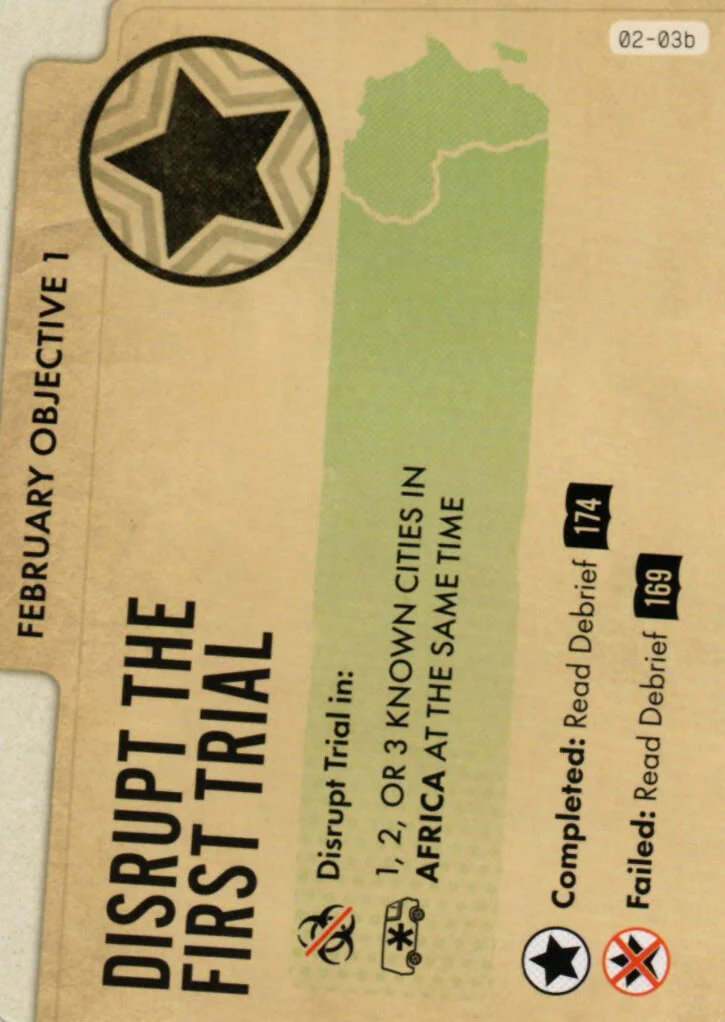 FEBRUARY OBJECTIVE 1
DISRUPT THE
FIRST TRIAL
Disrupt Trial in:
1, 2, OR 3 KNOWN CITIES IN
AFRICA AT THE SAME TIME
Completed: Read Debrief 174
Failed: Read Debrief 169
02-03b